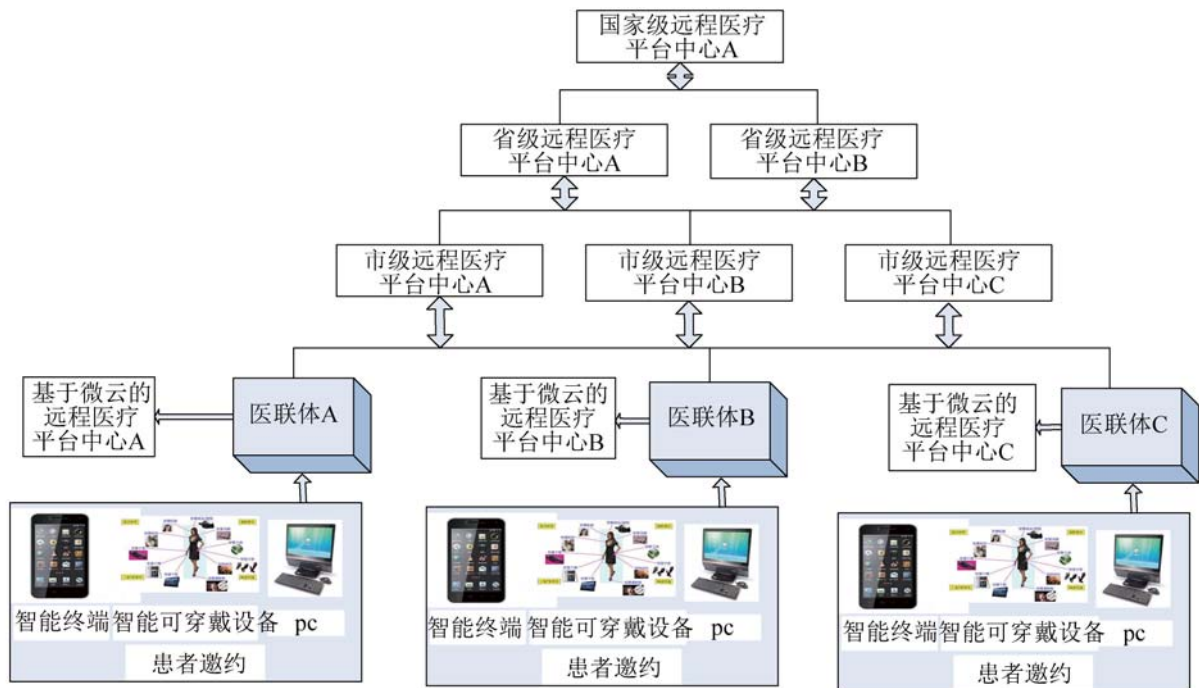 国家级远程医疗
平台中心A
省级远程医疗
平台中心A
省级远程医疗
平台中心B
市级远程医疗
平台中心A
市级远程医疗
平台中心B
市级远程医疗
平台中心C
基于微云的
远程医疗
平台中心A
医联体A
基于微云的
远程医疗
平台中心B
医联体B
基于微云的
远程医疗
平台中心C
医联体C
智能终端 智能可穿戴设备 pc
患者邀约
智能终端 智能可穿戴设备 pc
患者邀约
智能终端 智能可穿戴设备 pc
患者邀约